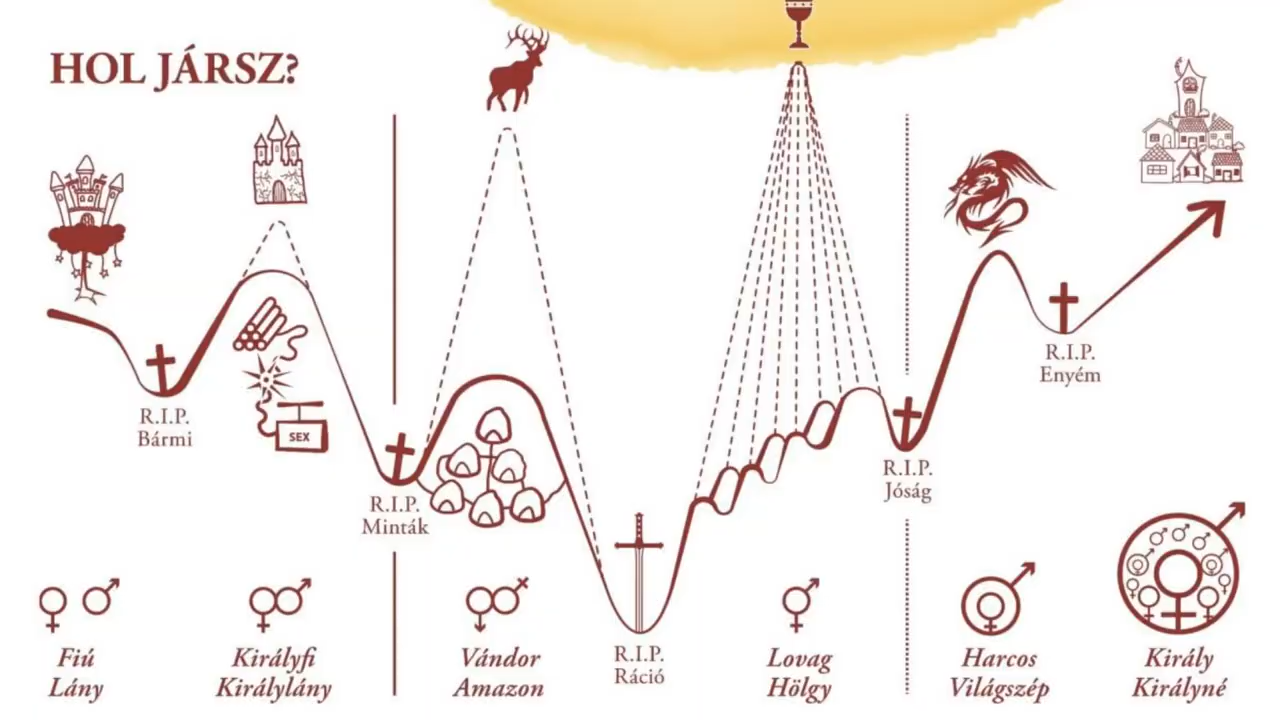 HOL JÁRSZ?
R.I.P.
Bármi
SEX
R.I.P.
Minták
R.I.P.
Ráció
R.I.P.
Jóság
R.I.P.
Enyém
Fiú
Lány
Királyfi
Királylány
Vándor
Amazon
Lovag
Hölgy
Harcos
Világszép
Király
Királyné